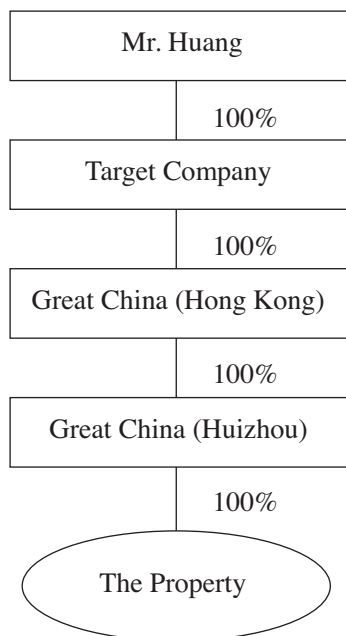 Mr. Huang
100%
Target Company
100%
Great China (Hong Kong)
100%
Great China (Huizhou)
100%
The Property